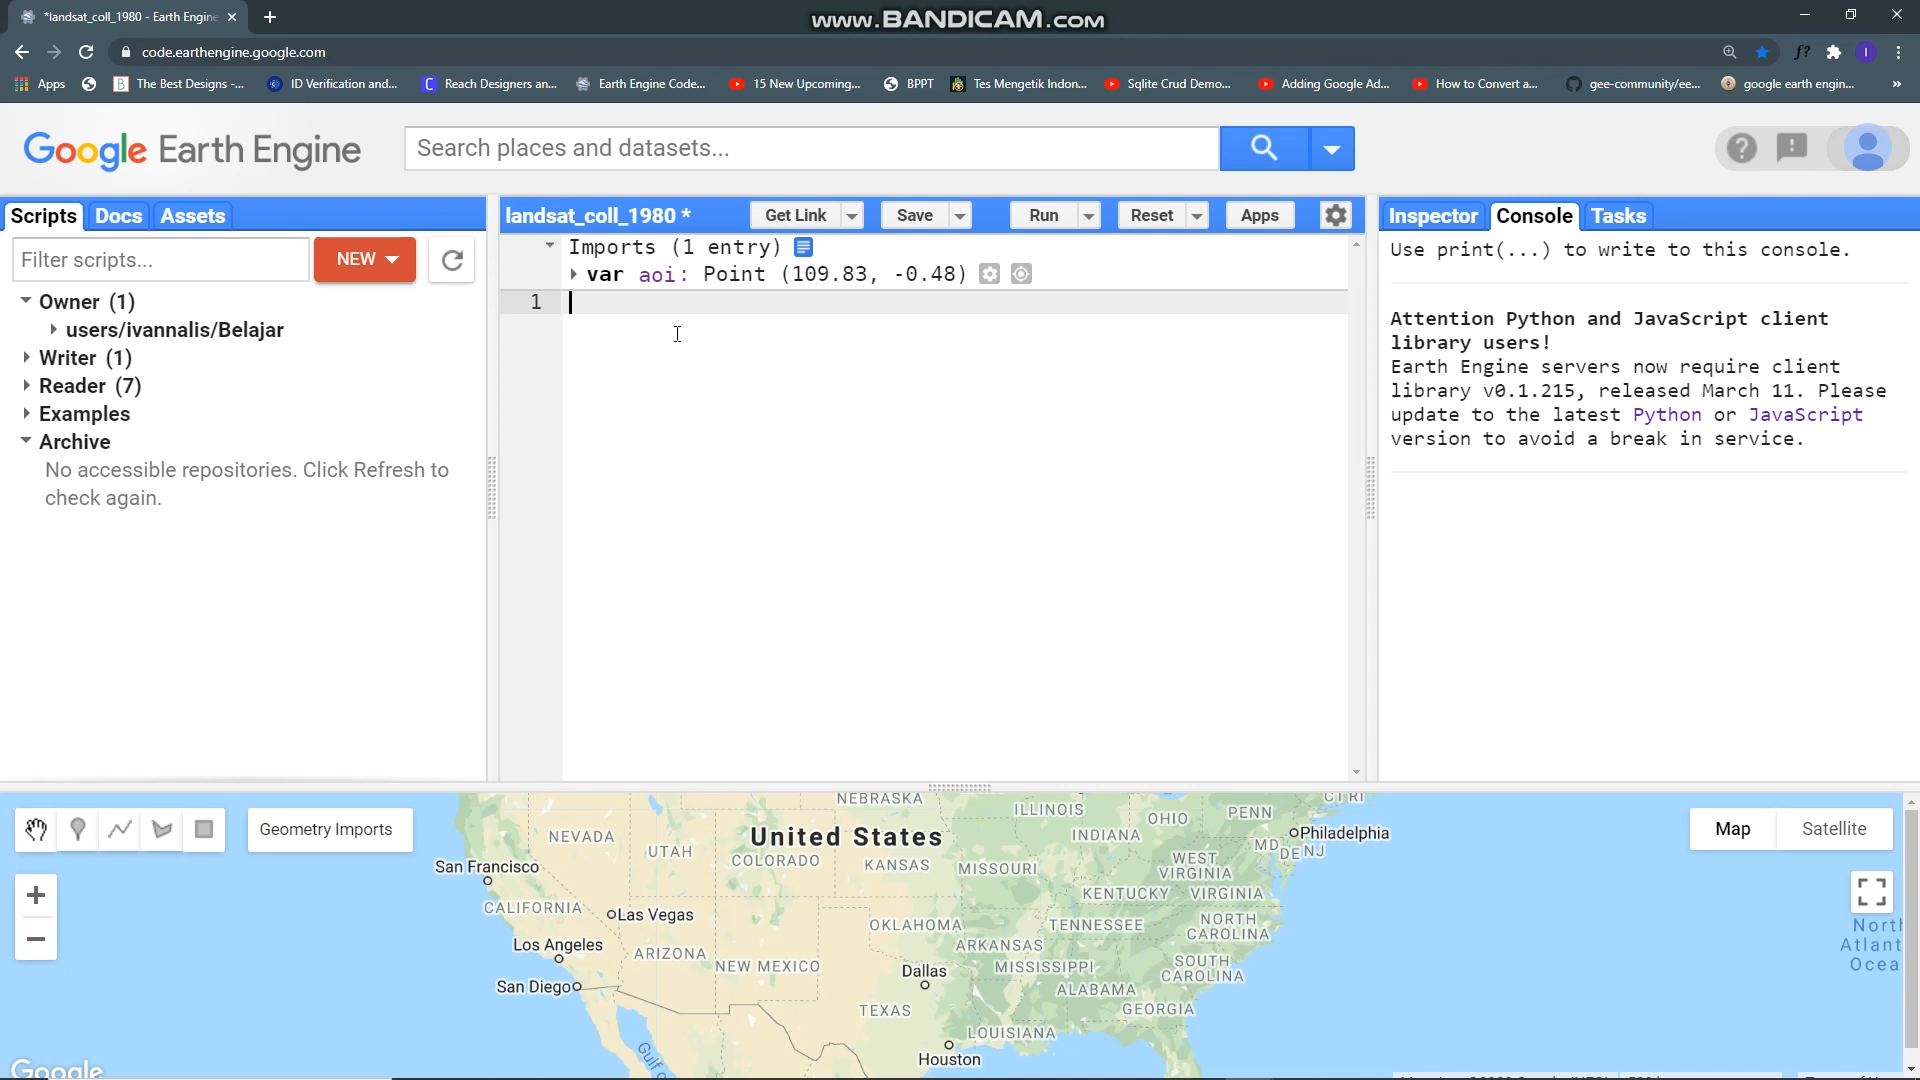 *landsat_coll_1980 - Earth Engine
www.BANDICAM.com
code.earthengine.google.com
f?
I
Apps
The Best Designs -...
ID Verification and...
Reach Designers an...
Earth Engine Code...
15 New Upcoming...
BPPT
Tes Mengetik Indon...
Sqlite Crud Demo...
Adding Google Ad...
How to Convert a...
gee-community/ee...
google earth engin...
Google Earth Engine
Search places and datasets...
Scripts Docs Assets
Filter scripts...
NEW
Owner (1)
users/ivannalis/Belajar
Writer (1)
Reader (7)
Examples
Archive
No accessible repositories. Click Refresh to
check again.
landsat_coll_1980 *
Get Link
Save
Run
Reset
Apps
Imports (1 entry)
var aoi: Point (109.83, -0.48)
1
Inspector Console Tasks
Use print(...) to write to this console.
Attention Python and JavaScript client
library users!
Earth Engine servers now require client
library v0.1.215, released March 11. Please
update to the latest Python or JavaScript
version to avoid a break in service.
Geometry Imports
Map
Satellite
NEBRASKA
ILLINOIS
OHIO
PENN
CT RI
NEVADA
United States
INDIANA
Philadelphia
UTAH
COLORADO
KANSAS
MISSOURI
WEST
VIRGINIA
MD
DE NJ
San Francisco
CALIFORNIA
KENTUCKY
VIRGINIA
Las Vegas
OKLAHOMA
TENNESSEE
NORTH
CAROLINA
Los Angeles
ARIZONA
NEW MEXICO
ARKANSAS
Dallas
MISSISSIPPI
SOUTH
CAROLINA
San Diego
ALABAMA
TEXAS
GEORGIA
LOUISIANA
Houston
Gulf o
North
Atlant
Ocea
Google